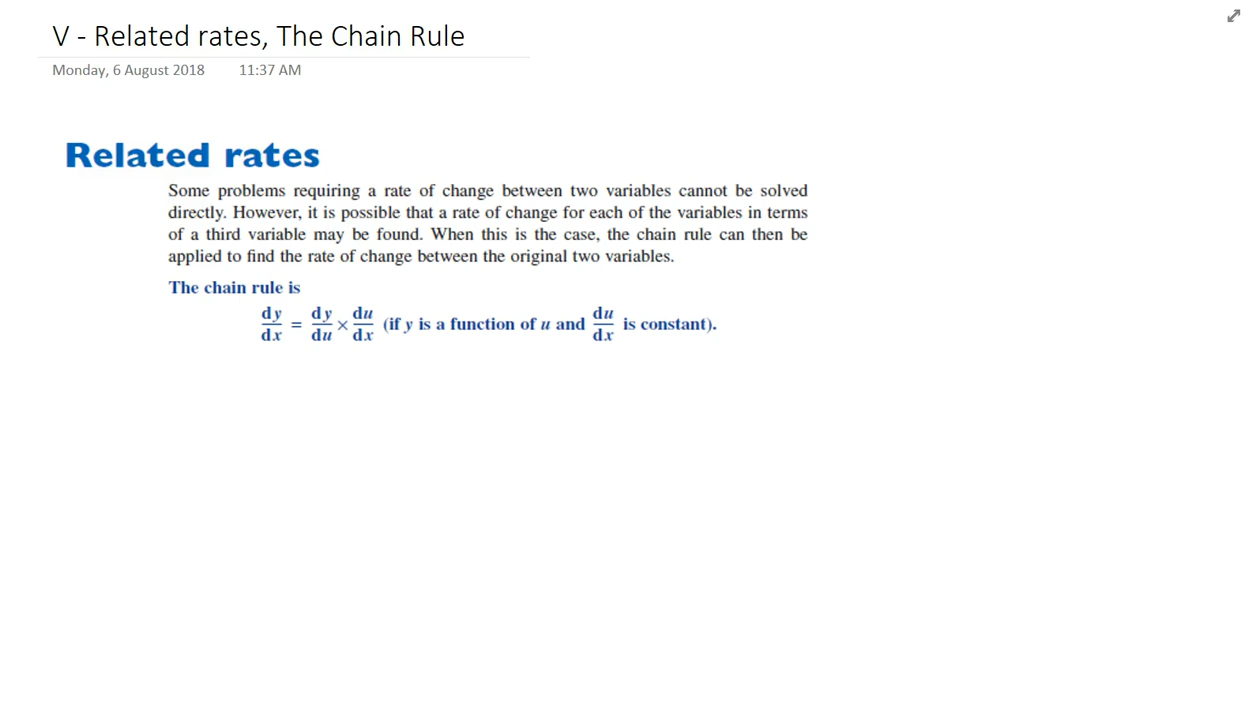 V - Related rates, The Chain Rule
Monday, 6 August 2018 11:37 AM
Related rates
Some problems requiring a rate of change between two variables cannot be solved
directly. However, it is possible that a rate of change for each of the variables in terms
of a third variable may be found. When this is the case, the chain rule can then be
applied to find the rate of change between the original two variables.
The chain rule is
dy/dx = dy/du × du/dx (if y is a function of u and du/dx is constant).